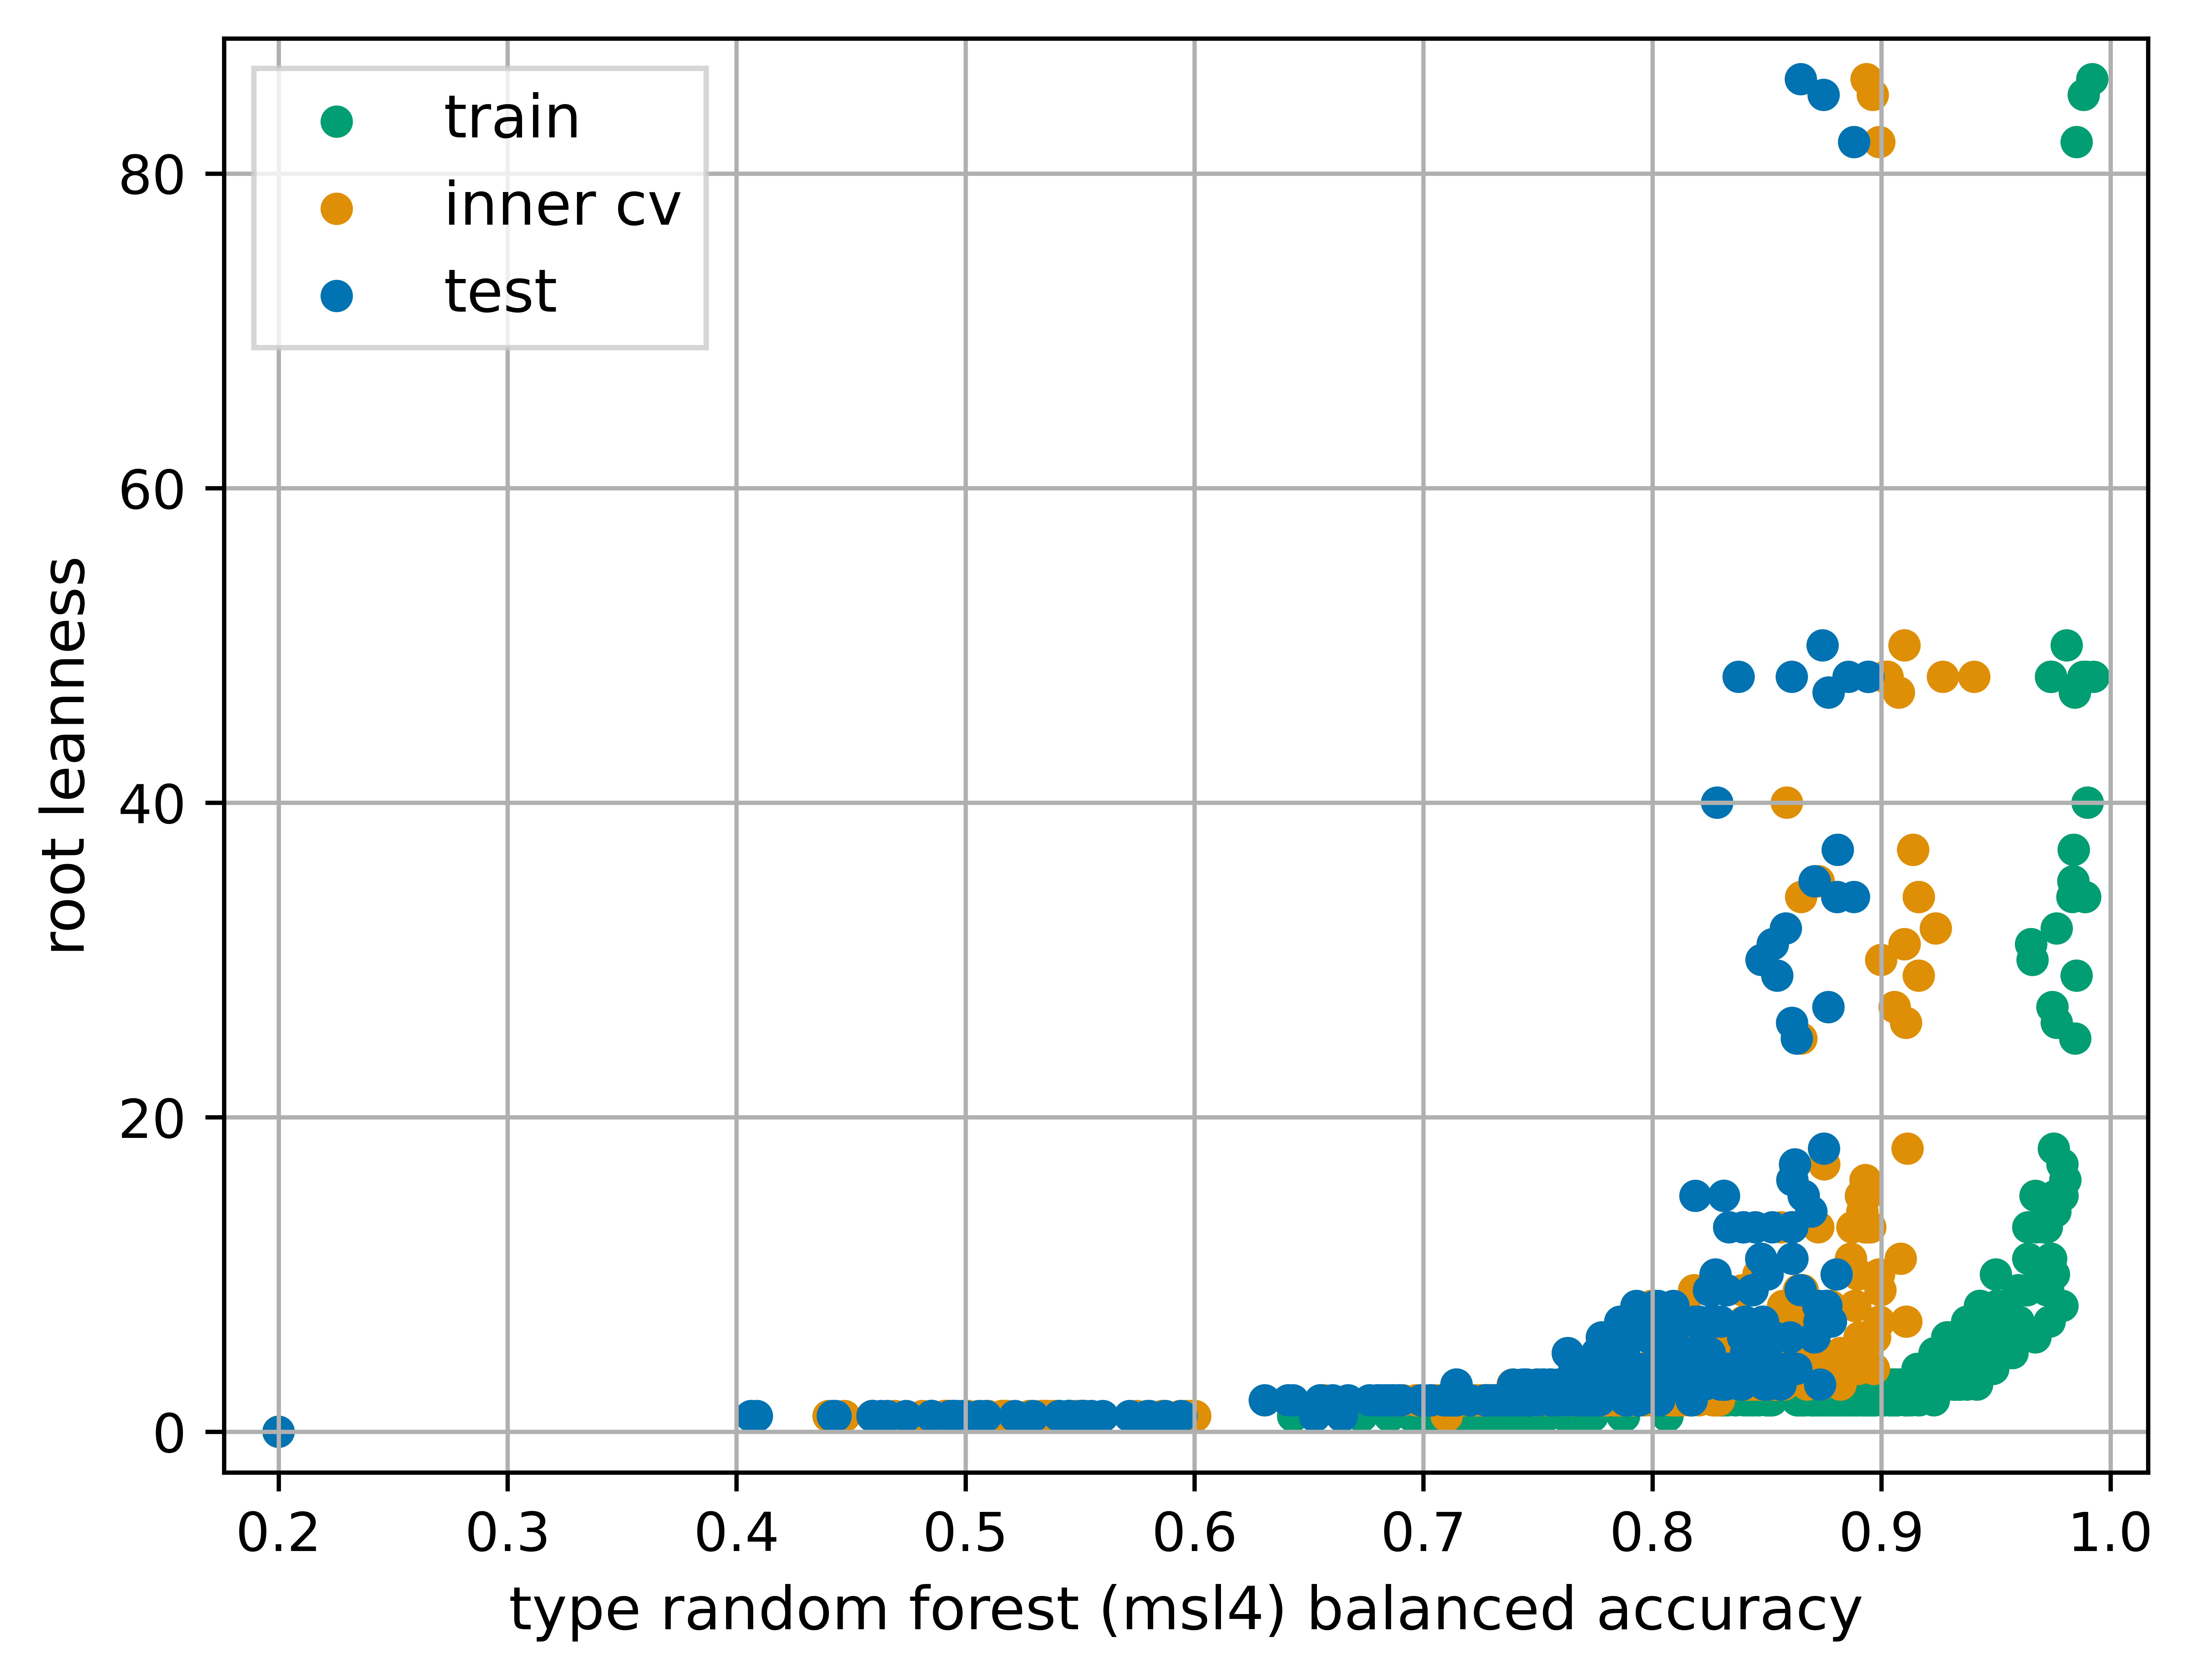 train
inner cv
test
80
60
40
20
0
root leanness
0.2 0.3 0.4 0.5 0.6 0.7 0.8 0.9 1.0
type random forest (msl4) balanced accuracy